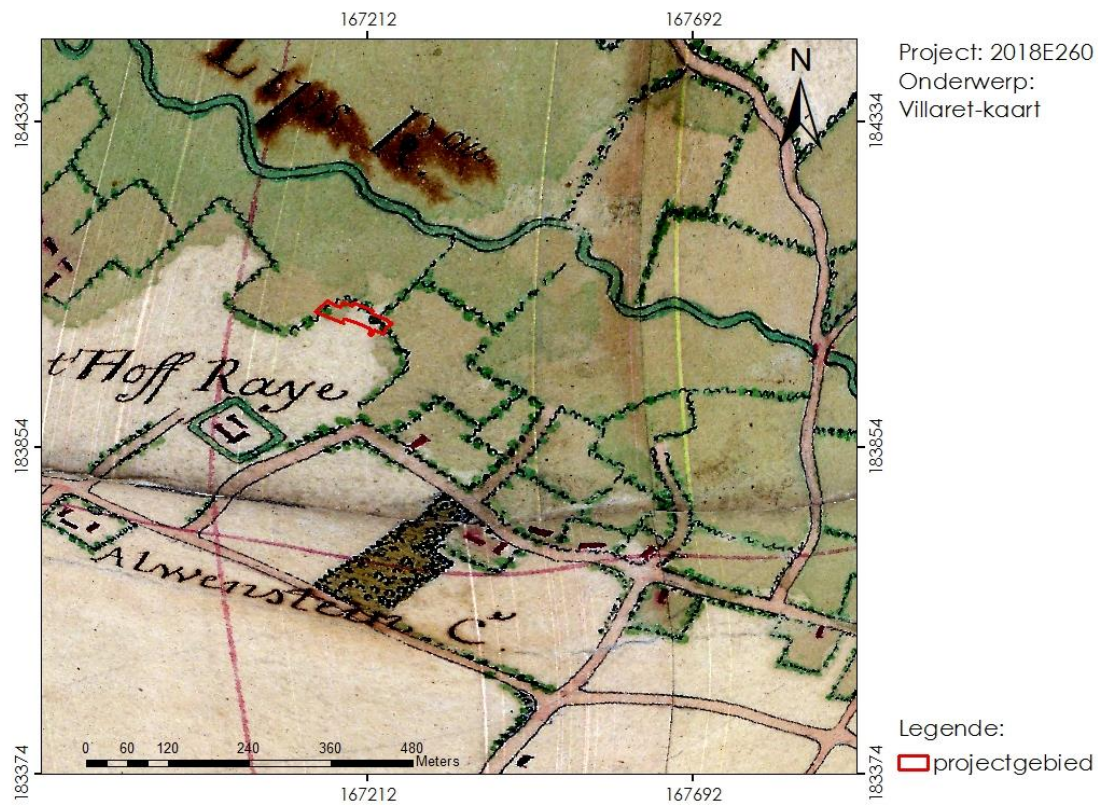 167212
167692
Project: 2018E260
Onderwerp:
Villaret-kaart
N
184334
184334
t'Hoff Raye
183854
183854
Alwenstein Ce
0 60 120 240 360 480
Meters
Legende:
projectgebied
183374
183374
167212
167692